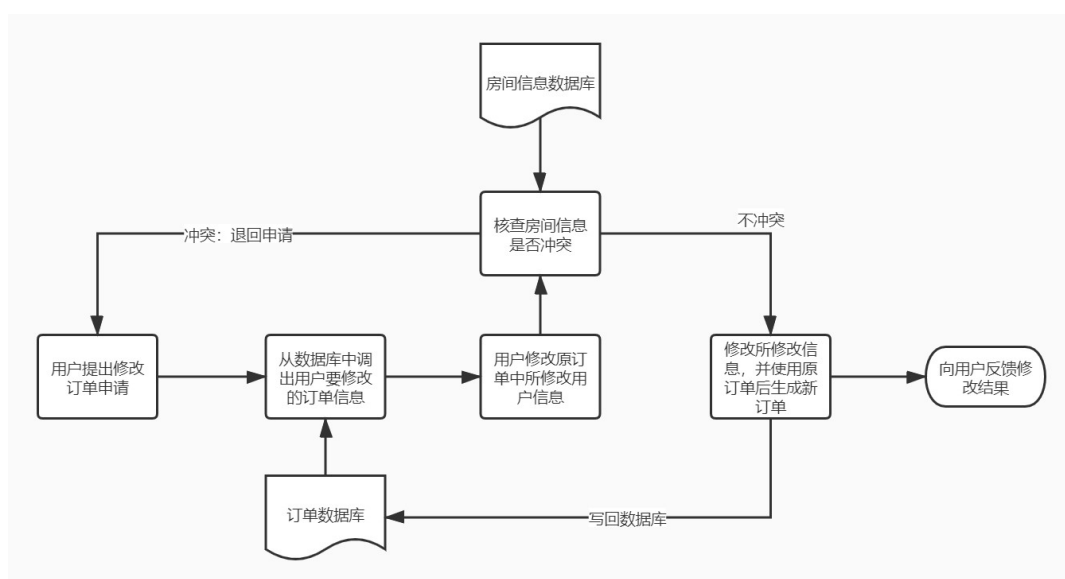 房间信息数据库
核查房间信息
是否冲突
冲突：退回申请
不冲突
用户提出修改
订单申请
从数据库中调
出用户要修改
的订单信息
用户修改原订
单中所修改用
户信息
修改所修改信
息，并使用原
订单后生成新
订单
向用户反馈修
改结果
订单数据库
写回数据库